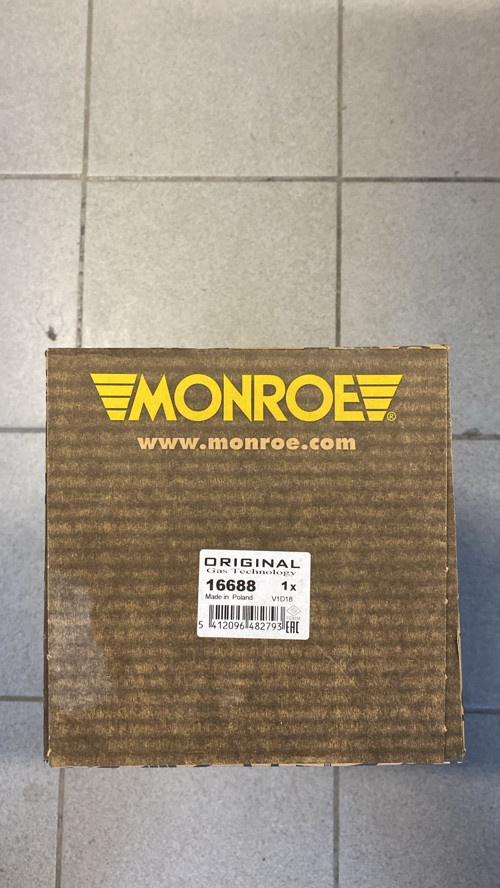 MONROE®
www.monroe.com
ORIGINAL
Gas Technology
16688 1x
Made in Poland V1D18
5 412096 482793 EAC